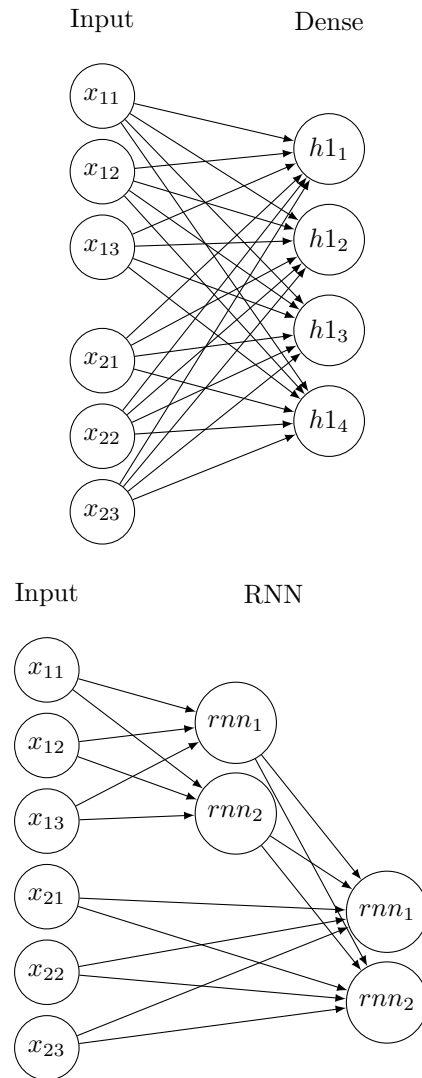 Input Dense
x₁₁
h1₁
x₁₂
h1₂
x₁₃
h1₃
x₂₁
h1₄
x₂₂
x₂₃
Input RNN
x₁₁
rnn₁
x₁₂
rnn₂
x₁₃
x₂₁
rnn₁
x₂₂
rnn₂
x₂₃